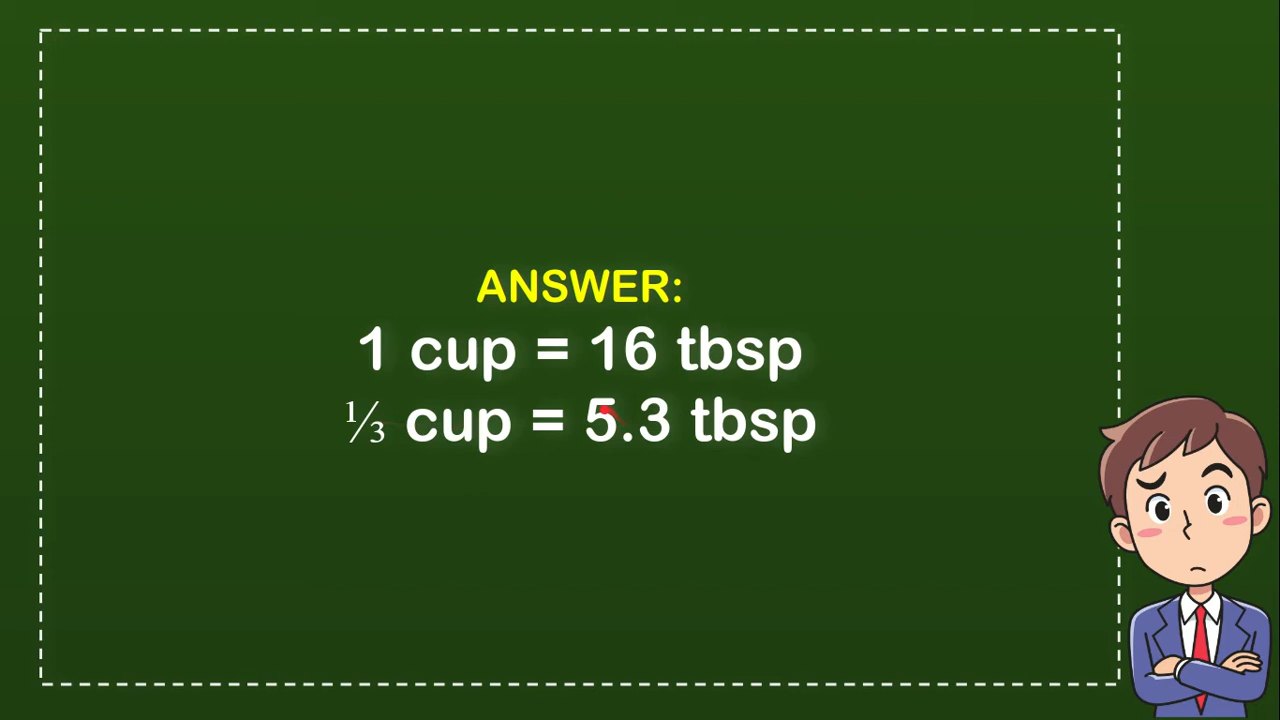 ANSWER:
1 cup = 16 tbsp
⅓ cup = 5.3 tbsp